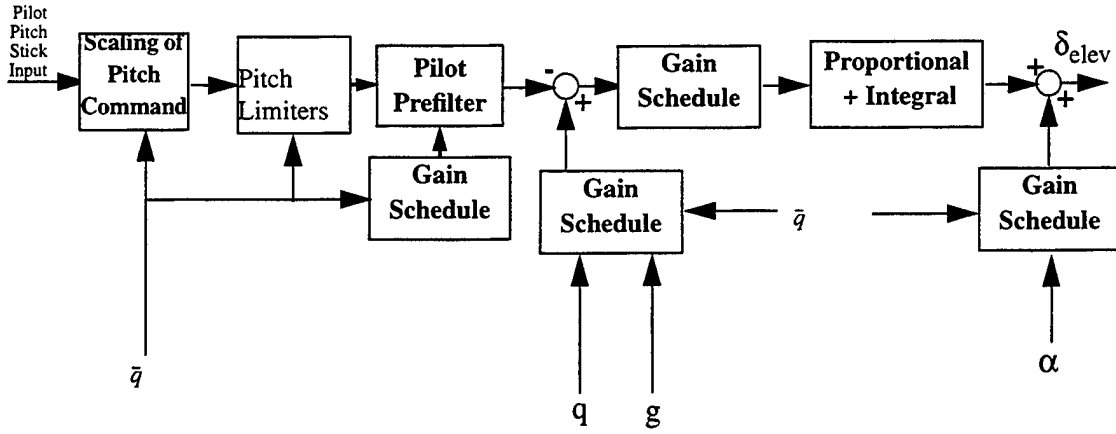 Pilot
Pitch
Stick
Input
Scaling of
Pitch
Command
Pitch
Limiters
Pilot
Prefilter
-
+
Gain
Schedule
Proportional
+ Integral
+
+
δelev
Gain
Schedule
Gain
Schedule
q̄
Gain
Schedule
q̄
q
g
α